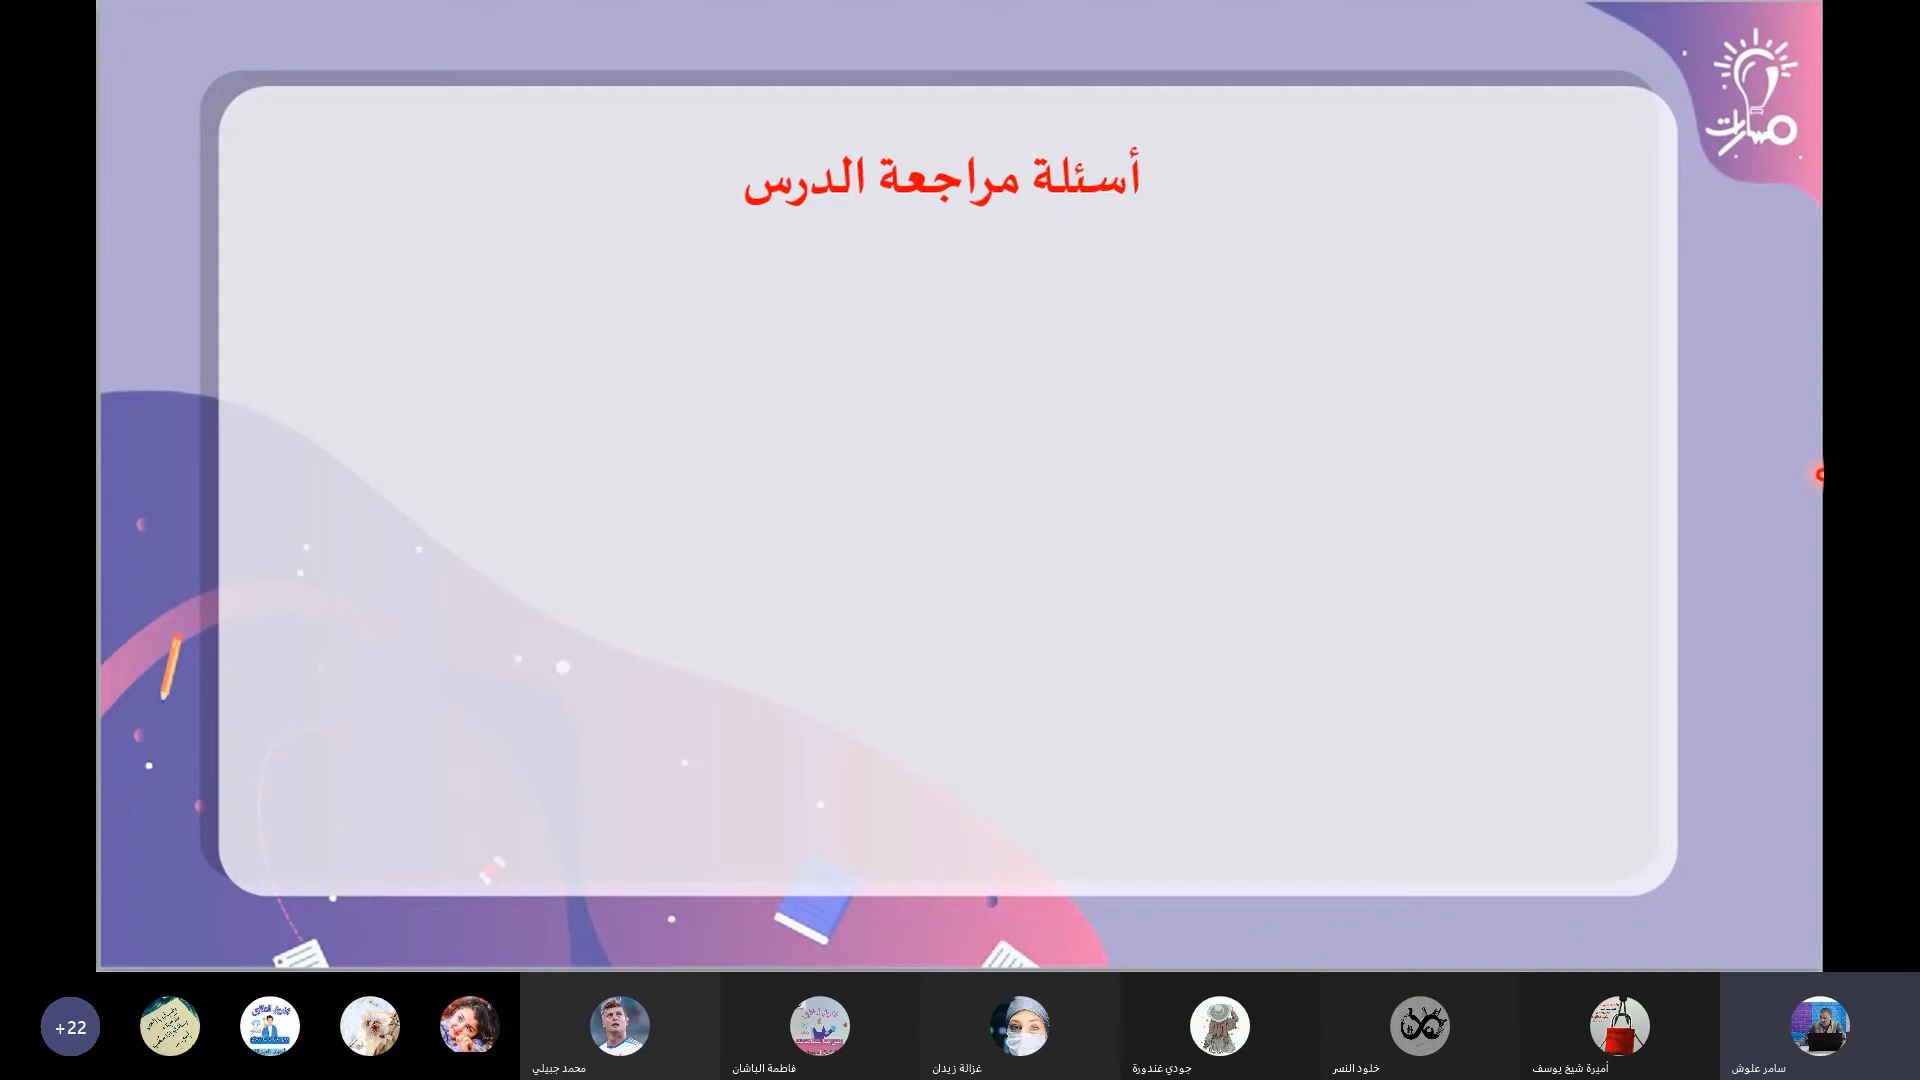 مسارات
أسئلة مراجعة الدرس
+22
محمد جبيلي
فاطمة الباشان
غزالة زيدان
جودي غندورة
خلود النسر
أميرة شيخ يوسف
سامر علوش